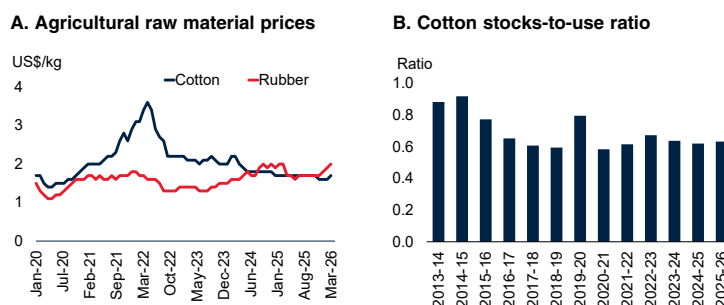 A. Agricultural raw material prices
US$/kg
Cotton
Rubber
4
3
2
1
0
Jan-20
Jul-20
Feb-21
Sep-21
Mar-22
Oct-22
May-23
Dec-23
Jun-24
Jan-25
Aug-25
Mar-26
B. Cotton stocks-to-use ratio
Ratio
1.0
0.8
0.6
0.4
0.2
0.0
2013-14
2014-15
2015-16
2016-17
2017-18
2018-19
2019-20
2020-21
2021-22
2022-23
2023-24
2024-25
2025-26